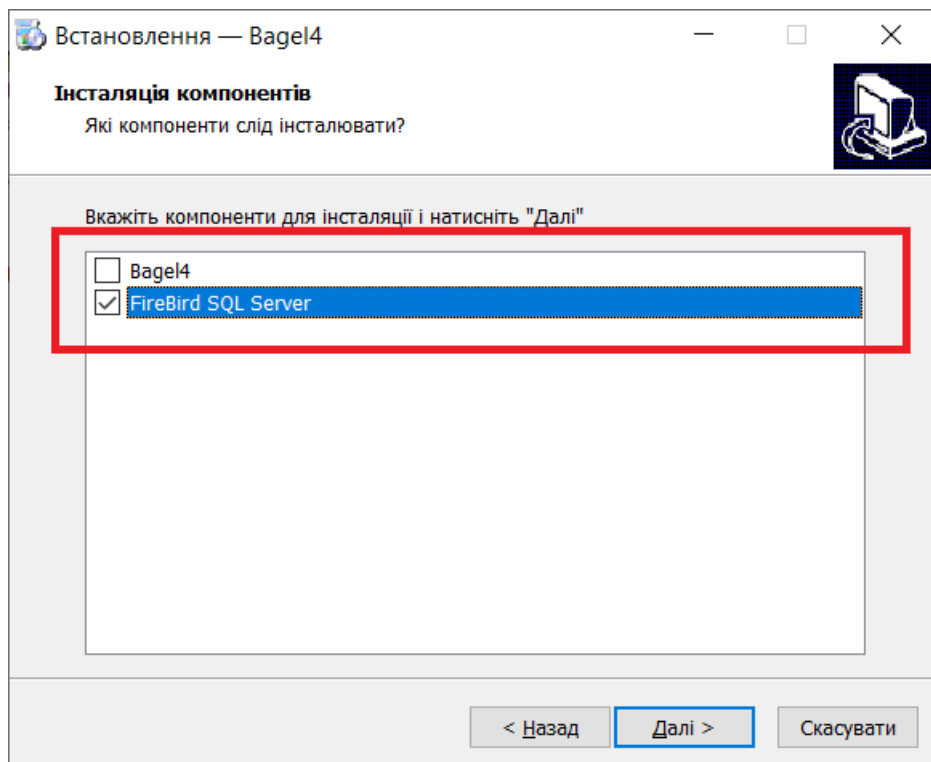 Встановлення — Bagel4
Інсталяція компонентів
Які компоненти слід інсталювати?
Вкажіть компоненти для інсталяції і натисніть "Далі"
Bagel4
FireBird SQL Server
< Назад
Далі >
Скасувати